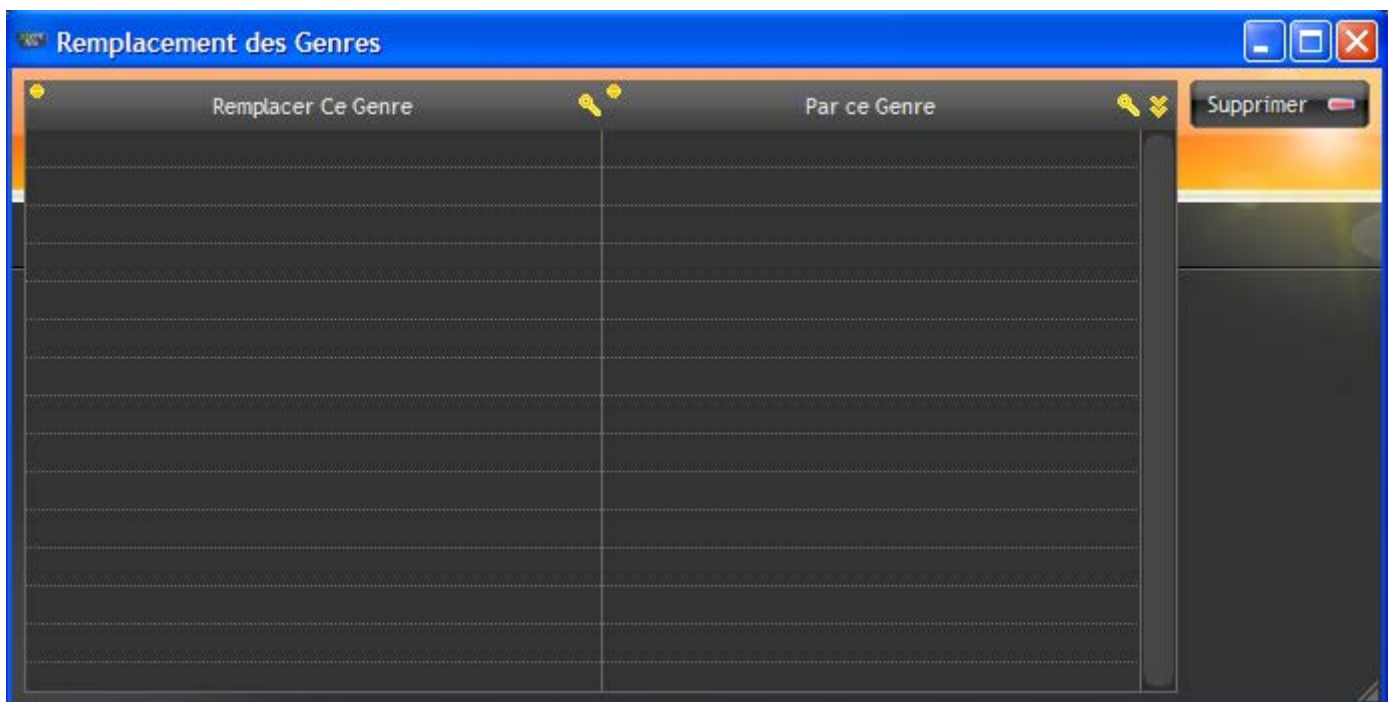 Remplacement des Genres
Remplacer Ce Genre
Par ce Genre
Supprimer